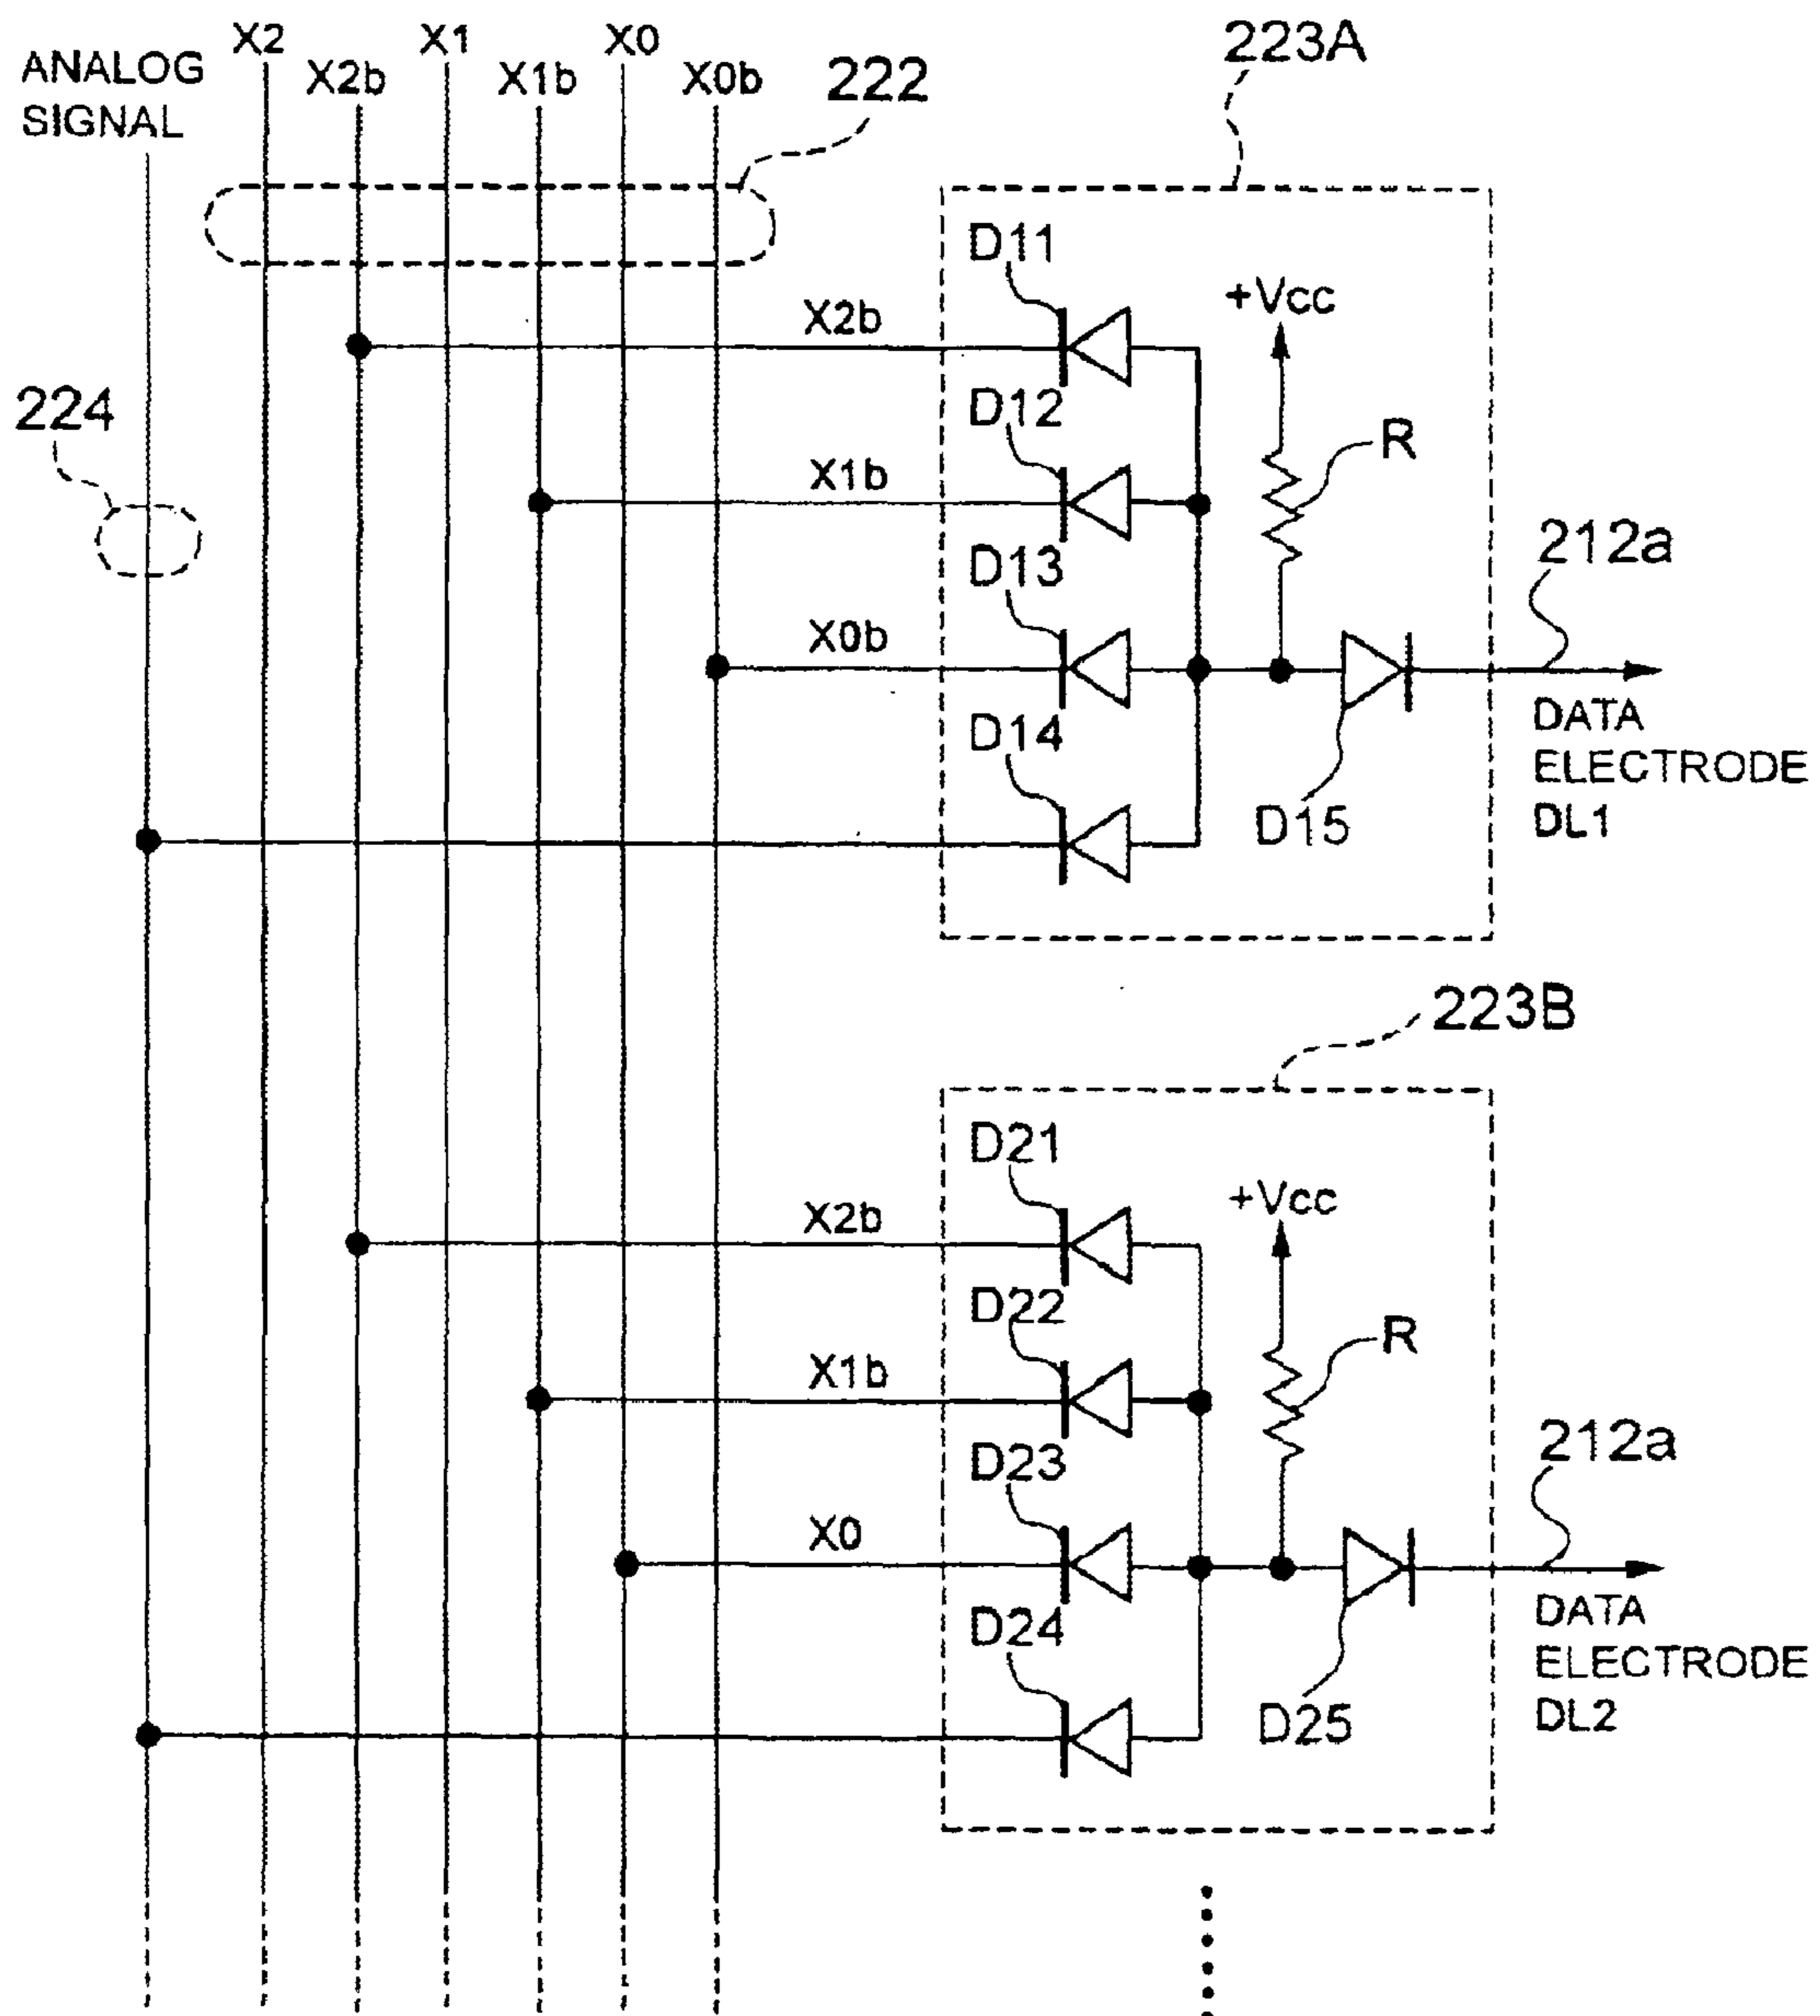 ANALOG
SIGNAL
X2
X2b
X1
X1b
X0
X0b
222
223A
224
D11
X2b
+Vcc
D12
X1b
R
D13
X0b
212a
D14
D15
DATA
ELECTRODE
DL1
223B
D21
X2b
+Vcc
D22
X1b
R
D23
X0
212a
D24
D25
DATA
ELECTRODE
DL2